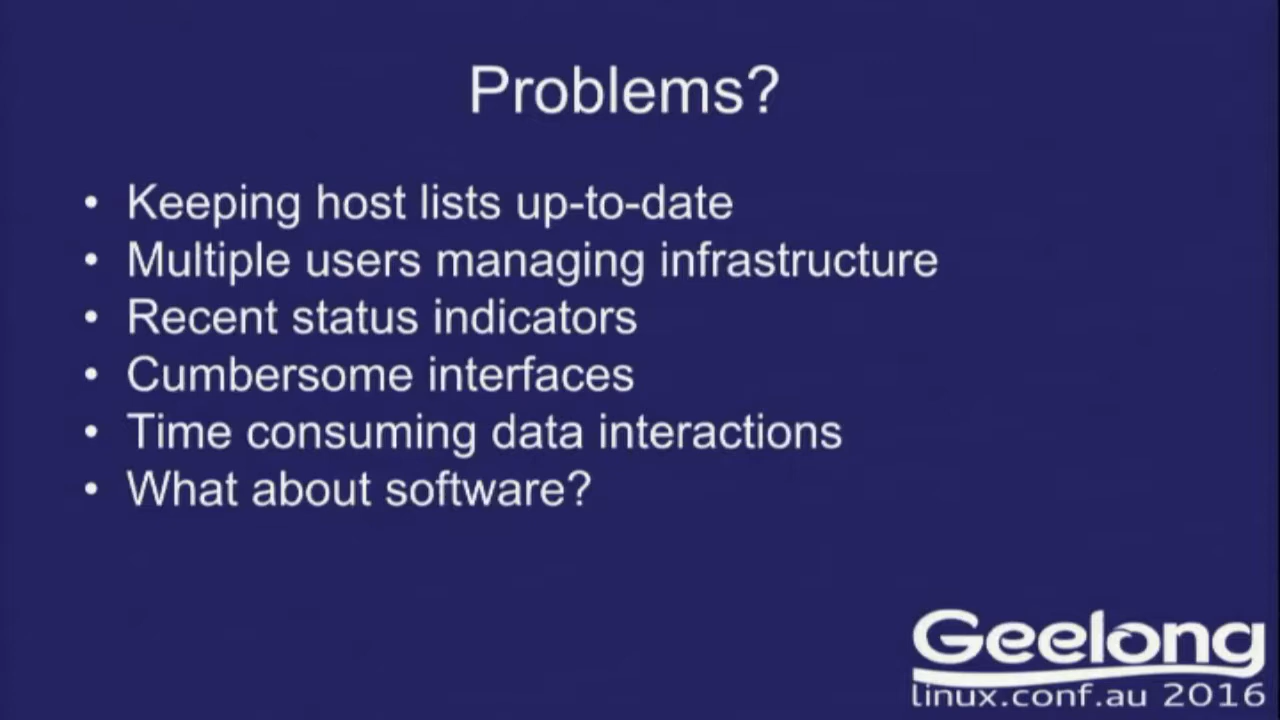 Problems?
• Keeping host lists up-to-date
• Multiple users managing infrastructure
• Recent status indicators
• Cumbersome interfaces
• Time consuming data interactions
• What about software?
Geelong
linux.conf.au 2016